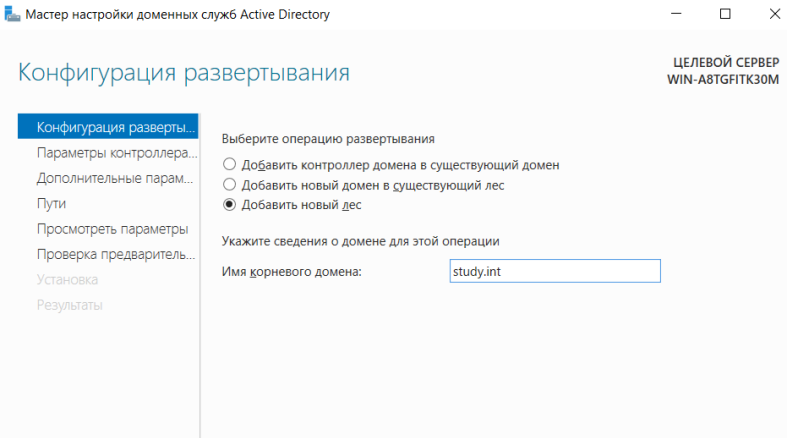 Мастер настройки доменных служб Active Directory
Конфигурация развертывания
ЦЕЛЕВОЙ СЕРВЕР
WIN-A8TGFITK30M
Конфигурация разверты...
Параметры контроллера...
Дополнительные парам...
Пути
Просмотреть параметры
Проверка предваритель...
Установка
Результаты
Выберите операцию развертывания
Добавить контроллер домена в существующий домен
Добавить новый домен в существующий лес
Добавить новый лес
Укажите сведения о домене для этой операции
Имя корневого домена:
study.int